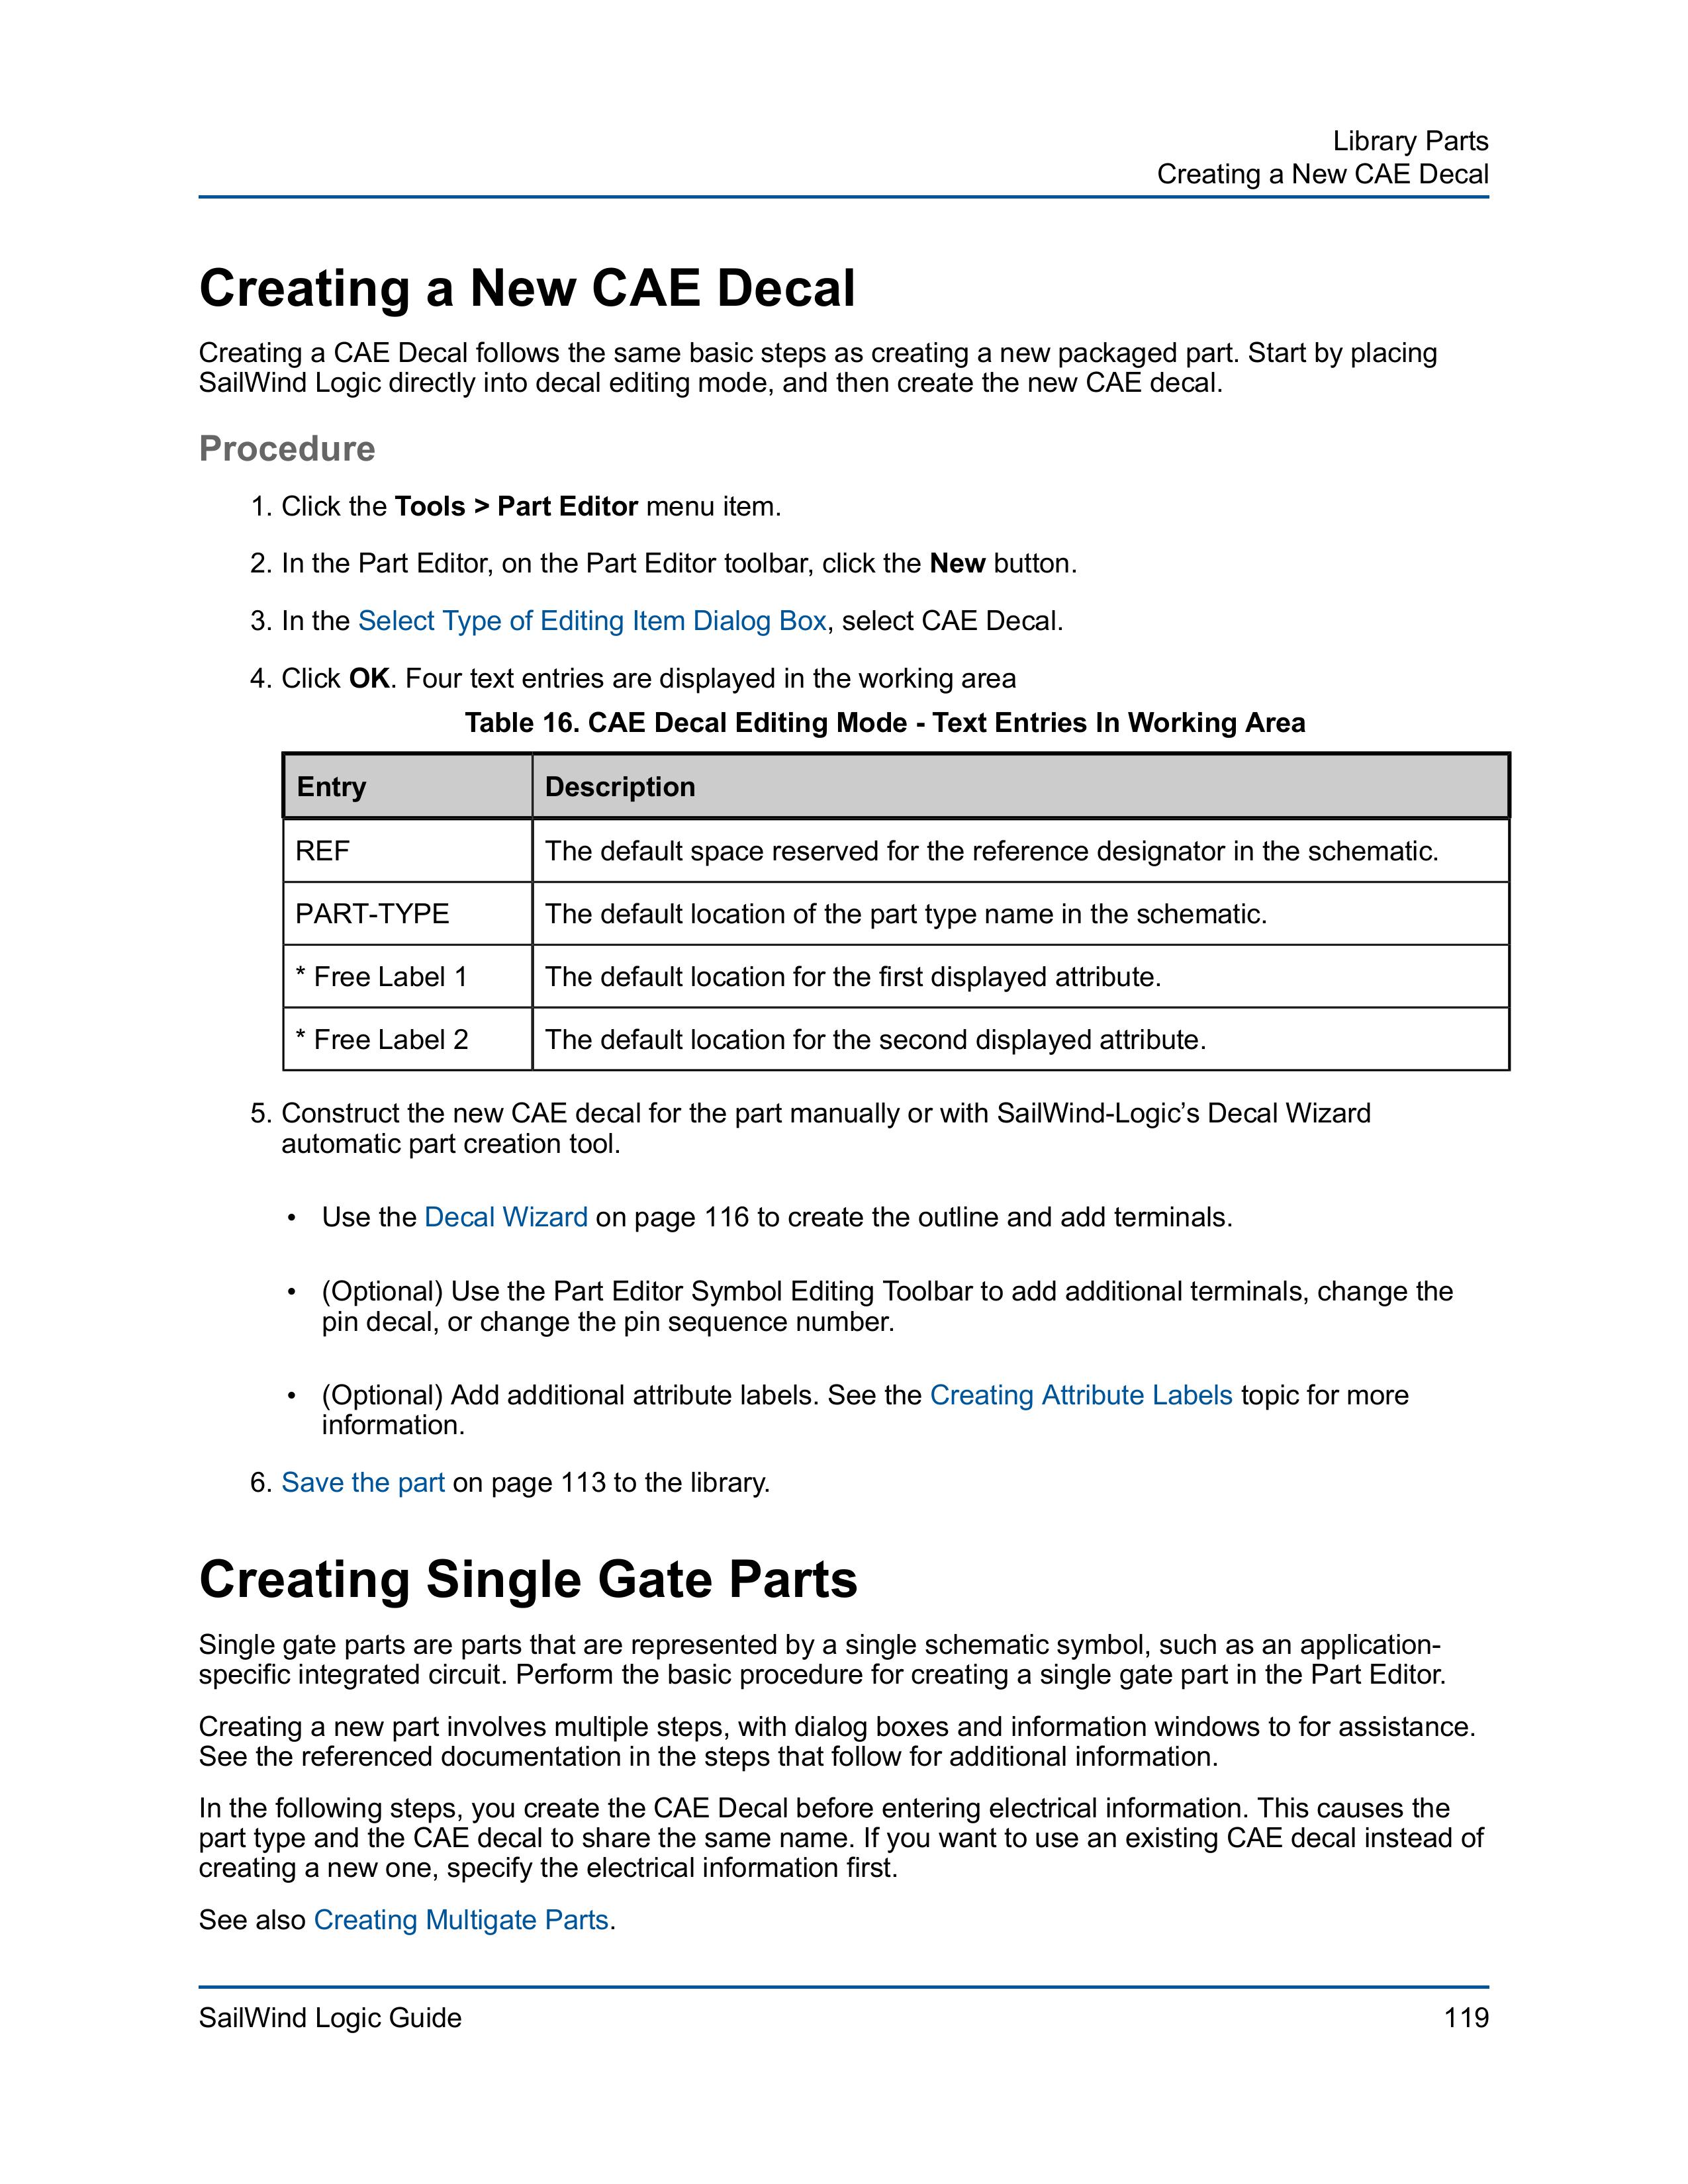 Library Parts
Creating a New CAE Decal
Creating a New CAE Decal
Creating a CAE Decal follows the same basic steps as creating a new packaged part. Start by placing
SailWind Logic directly into decal editing mode, and then create the new CAE decal.
Procedure
1. Click the Tools > Part Editor menu item.
2. In the Part Editor, on the Part Editor toolbar, click the New button.
3. In the Select Type of Editing Item Dialog Box, select CAE Decal.
4. Click OK. Four text entries are displayed in the working area
Table 16. CAE Decal Editing Mode - Text Entries In Working Area
Entry Description
REF The default space reserved for the reference designator in the schematic.
PART-TYPE The default location of the part type name in the schematic.
* Free Label 1 The default location for the first displayed attribute.
* Free Label 2 The default location for the second displayed attribute.
5. Construct the new CAE decal for the part manually or with SailWind-Logic’s Decal Wizard
automatic part creation tool.
• Use the Decal Wizard on page 116 to create the outline and add terminals.
• (Optional) Use the Part Editor Symbol Editing Toolbar to add additional terminals, change the
pin decal, or change the pin sequence number.
• (Optional) Add additional attribute labels. See the Creating Attribute Labels topic for more
information.
6. Save the part on page 113 to the library.
Creating Single Gate Parts
Single gate parts are parts that are represented by a single schematic symbol, such as an application-
specific integrated circuit. Perform the basic procedure for creating a single gate part in the Part Editor.
Creating a new part involves multiple steps, with dialog boxes and information windows to for assistance.
See the referenced documentation in the steps that follow for additional information.
In the following steps, you create the CAE Decal before entering electrical information. This causes the
part type and the CAE decal to share the same name. If you want to use an existing CAE decal instead of
creating a new one, specify the electrical information first.
See also Creating Multigate Parts.
SailWind Logic Guide 119